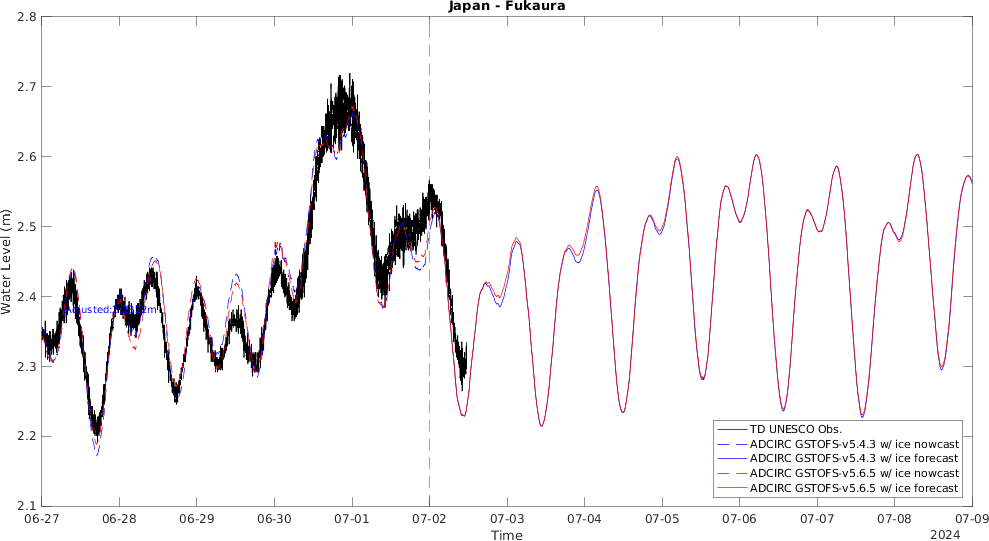 Japan - Fukaura
2.8
2.7
2.6
2.5
2.4
2.3
2.2
2.1
Water Level (m)
06-27 06-28 06-29 06-30 07-01 07-02 07-03 07-04 07-05 07-06 07-07 07-08 07-09
Time
2024
TD UNESCO Obs.
ADCIRC GSTOFS-v5.4.3 w/ ice nowcast
ADCIRC GSTOFS-v5.4.3 w/ ice forecast
ADCIRC GSTOFS-v5.6.5 w/ ice nowcast
ADCIRC GSTOFS-v5.6.5 w/ ice forecast